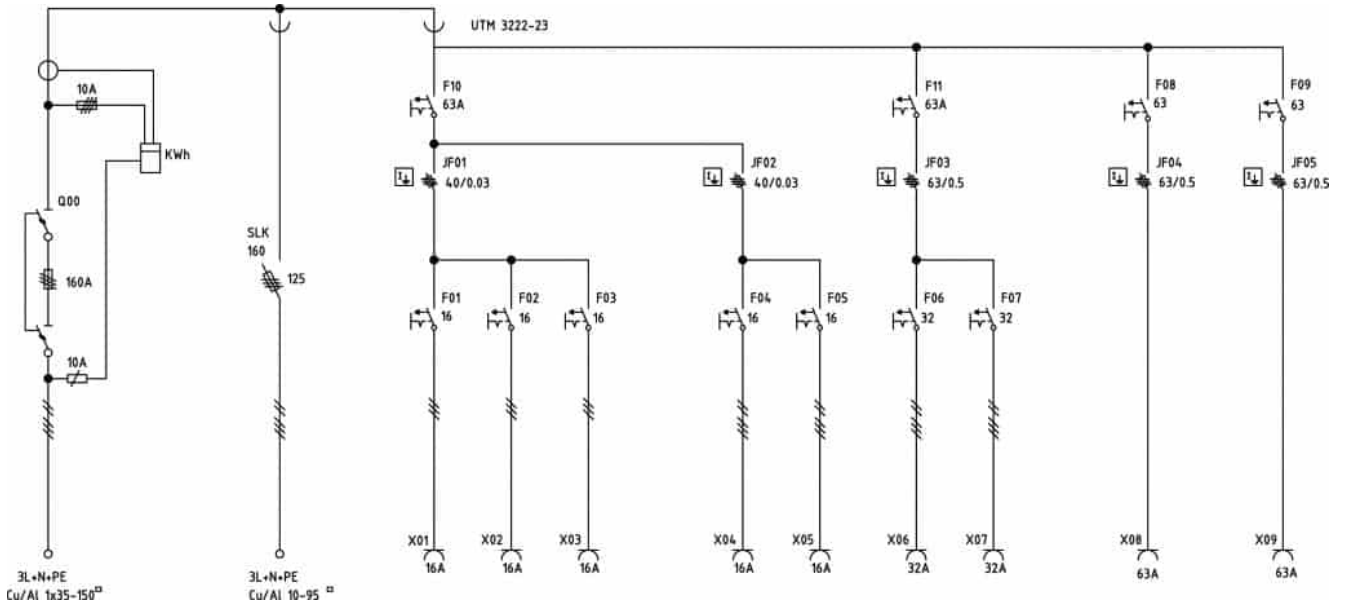 UTM 3222-23
10A
KWh
Q00
160A
10A
3L+N+PE
Cu/Al 1x35-150□
SLK
160
125
3L+N+PE
Cu/Al 10-95 □
F10
63A
F11
63A
F08
63
F09
63
JF01
40/0.03
JF02
40/0.03
JF03
63/0.5
JF04
63/0.5
JF05
63/0.5
F01
16
F02
16
F03
16
F04
16
F05
16
F06
32
F07
32
X01
16A
X02
16A
X03
16A
X04
16A
X05
16A
X06
32A
X07
32A
X08
63A
X09
63A